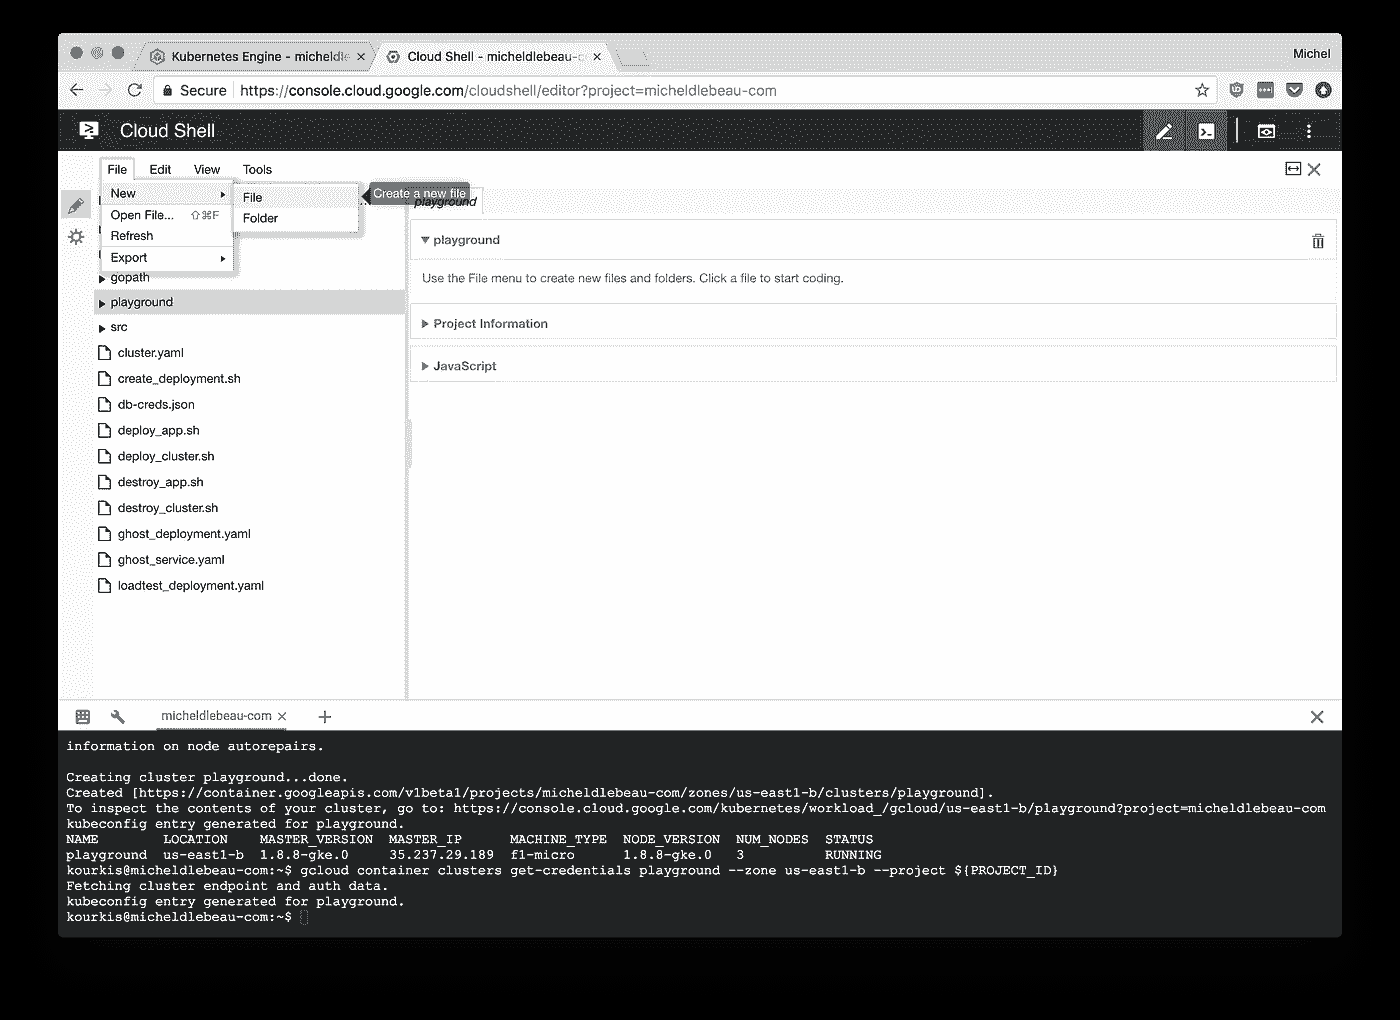 Kubernetes Engine - micheldle
Cloud Shell - micheldlebeau-c
Michel
Secure https://console.cloud.google.com/cloudshell/editor?project=micheldlebeau-com
Cloud Shell
File Edit View Tools
New
File
Create a new file
Open File... ⇧⌘F
Folder
playground
Refresh
Export
gopath
playground
src
cluster.yaml
create_deployment.sh
db-creds.json
deploy_app.sh
deploy_cluster.sh
destroy_app.sh
destroy_cluster.sh
ghost_deployment.yaml
ghost_service.yaml
loadtest_deployment.yaml
playground
Use the File menu to create new files and folders. Click a file to start coding.
Project Information
JavaScript
micheldlebeau-com
information on node autorepairs.
Creating cluster playground...done.
Created [https://container.googleapis.com/v1beta1/projects/micheldlebeau-com/zones/us-east1-b/clusters/playground].
To inspect the contents of your cluster, go to: https://console.cloud.google.com/kubernetes/workload_/gcloud/us-east1-b/playground?project=micheldlebeau-com
kubeconfig entry generated for playground.
NAME LOCATION MASTER_VERSION MASTER_IP MACHINE_TYPE NODE_VERSION NUM_NODES STATUS
playground us-east1-b 1.8.8-gke.0 35.237.29.189 f1-micro 1.8.8-gke.0 3 RUNNING
kourkis@micheldlebeau-com:~$ gcloud container clusters get-credentials playground --zone us-east1-b --project ${PROJECT_ID}
Fetching cluster endpoint and auth data.
kubeconfig entry generated for playground.
kourkis@micheldlebeau-com:~$